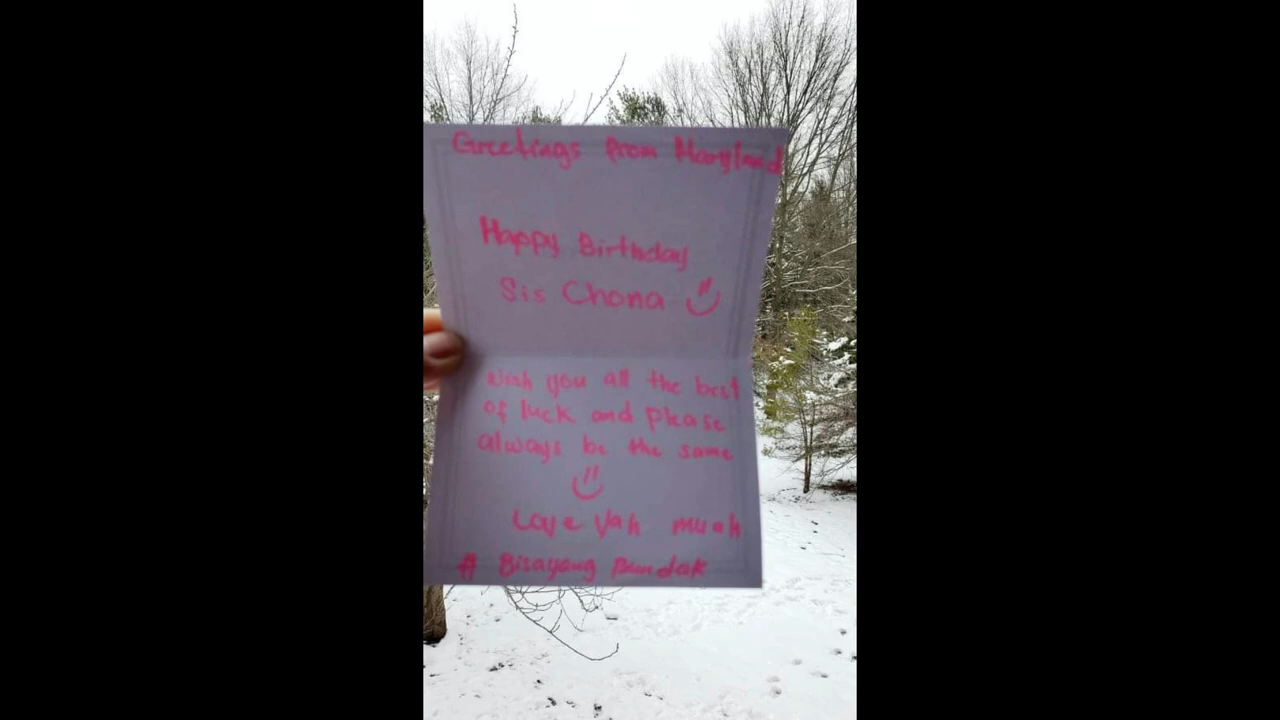 Greetings from Maryland
Happy Birthday
Sis Chona
Wish you all the best
of luck and please
always be the same
Love Yah muah
# Bisayang Bundak